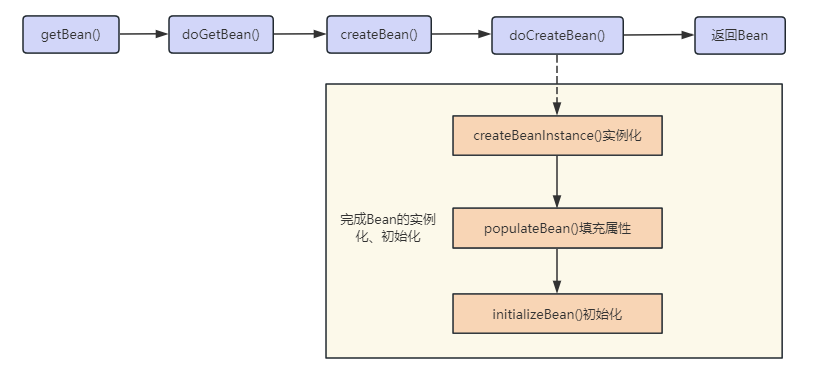 getBean()
doGetBean()
createBean()
doCreateBean()
返回Bean
createBeanInstance()实例化
完成Bean的实例
化、初始化
populateBean()填充属性
initializeBean()初始化